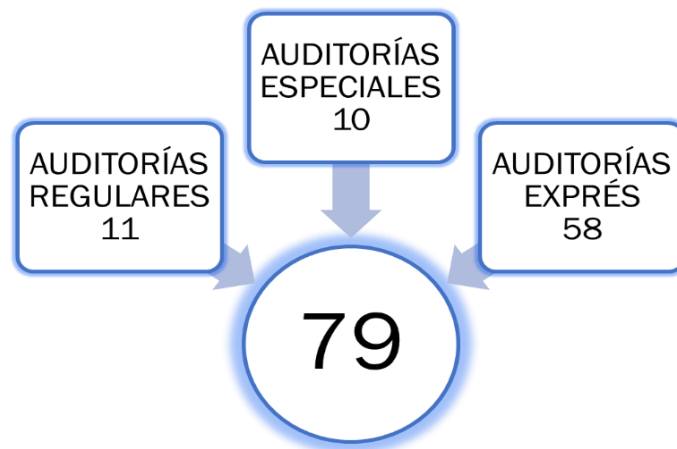 AUDITORÍAS
ESPECIALES
10
AUDITORÍAS
REGULARES
11
AUDITORÍAS
EXPRÉS
58
79